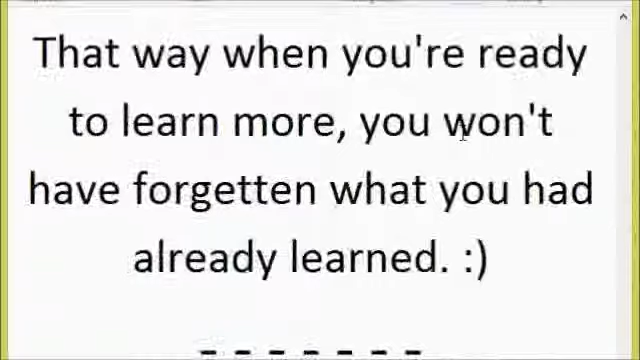 That way when you're ready
to learn more, you won't
have forgetten what you had
already learned. :)
- - - - - - -